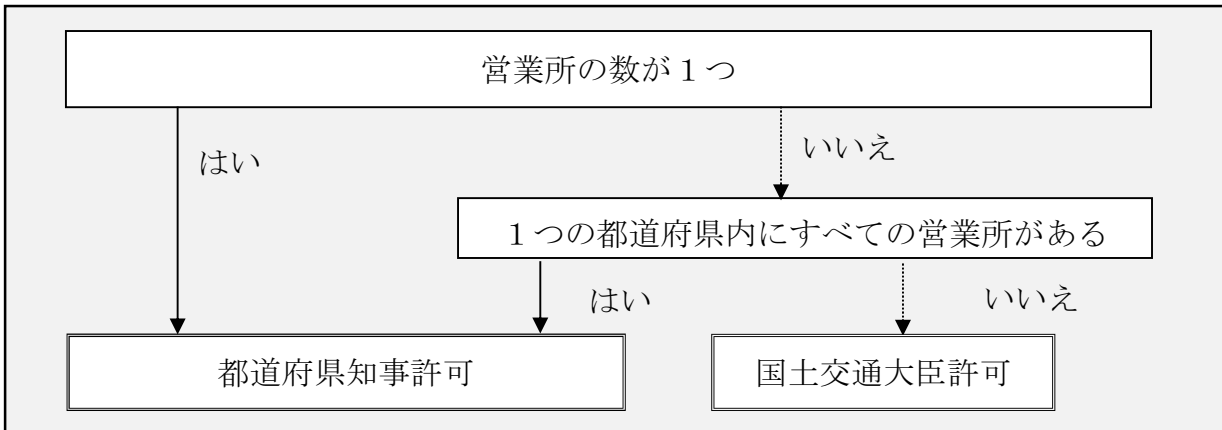 営業所の数が１つ
はい
いいえ
１つの都道府県内にすべての営業所がある
はい
いいえ
都道府県知事許可
国土交通大臣許可